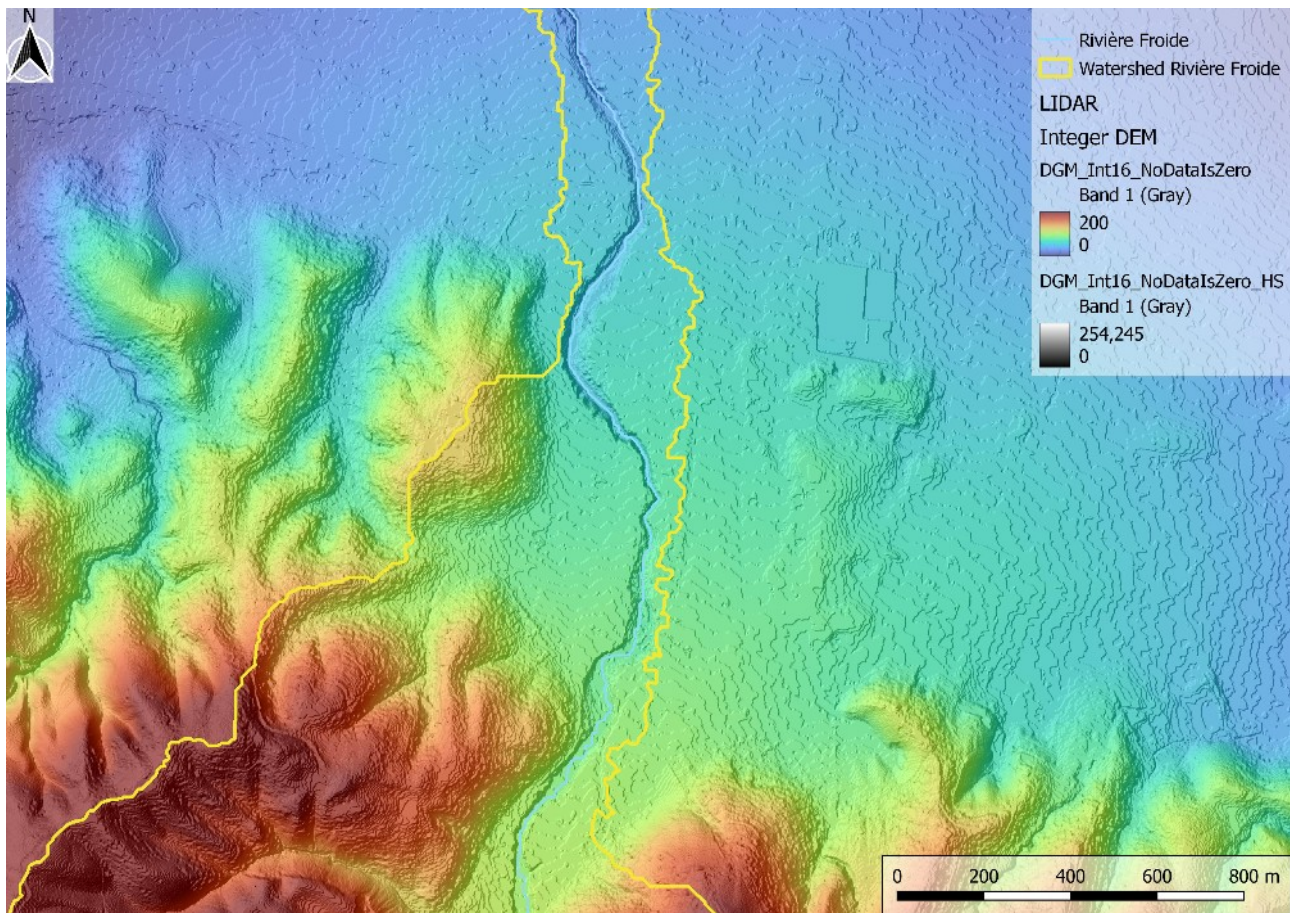 N
Rivière Froide
Watershed Rivière Froide
LIDAR
Integer DEM
DGM_Int16_NoDataIsZero
Band 1 (Gray)
200
0
DGM_Int16_NoDataIsZero_HS
Band 1 (Gray)
254,245
0
0 200 400 600 800 m